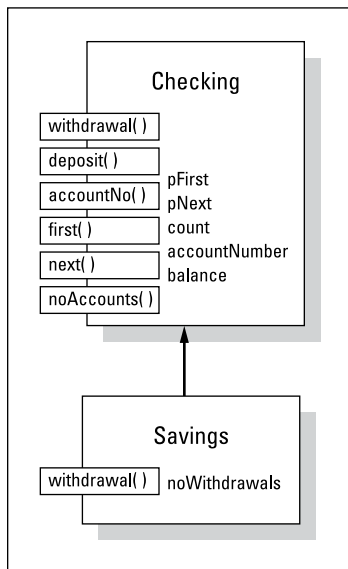 Checking
withdrawal( )
deposit( )
accountNo( )
first( )
next( )
noAccounts( )
pFirst
pNext
count
accountNumber
balance
Savings
withdrawal( )
noWithdrawals